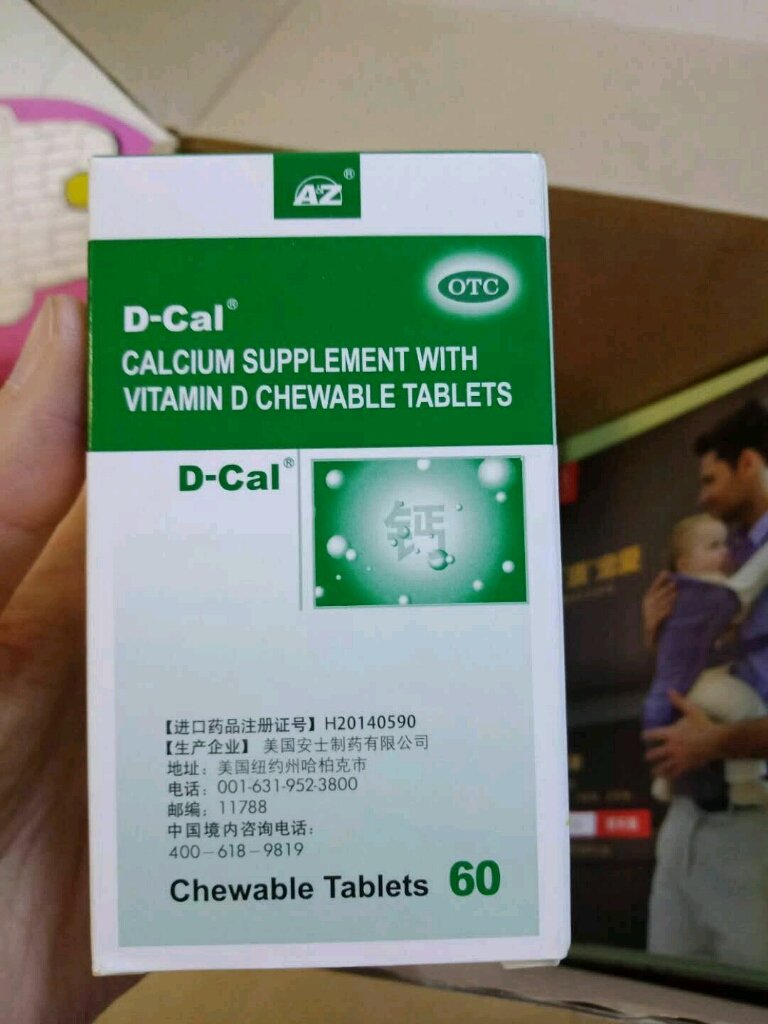 A&Z®
OTC
D-Cal®
CALCIUM SUPPLEMENT WITH
VITAMIN D CHEWABLE TABLETS
D-Cal®
钙
【进口药品注册证号】H20140590
【生产企业】 美国安士制药有限公司
地址：美国纽约州哈柏克市
电话：001-631-952-3800
邮编：11788
中国境内咨询电话：
400-618-9819
Chewable Tablets 60